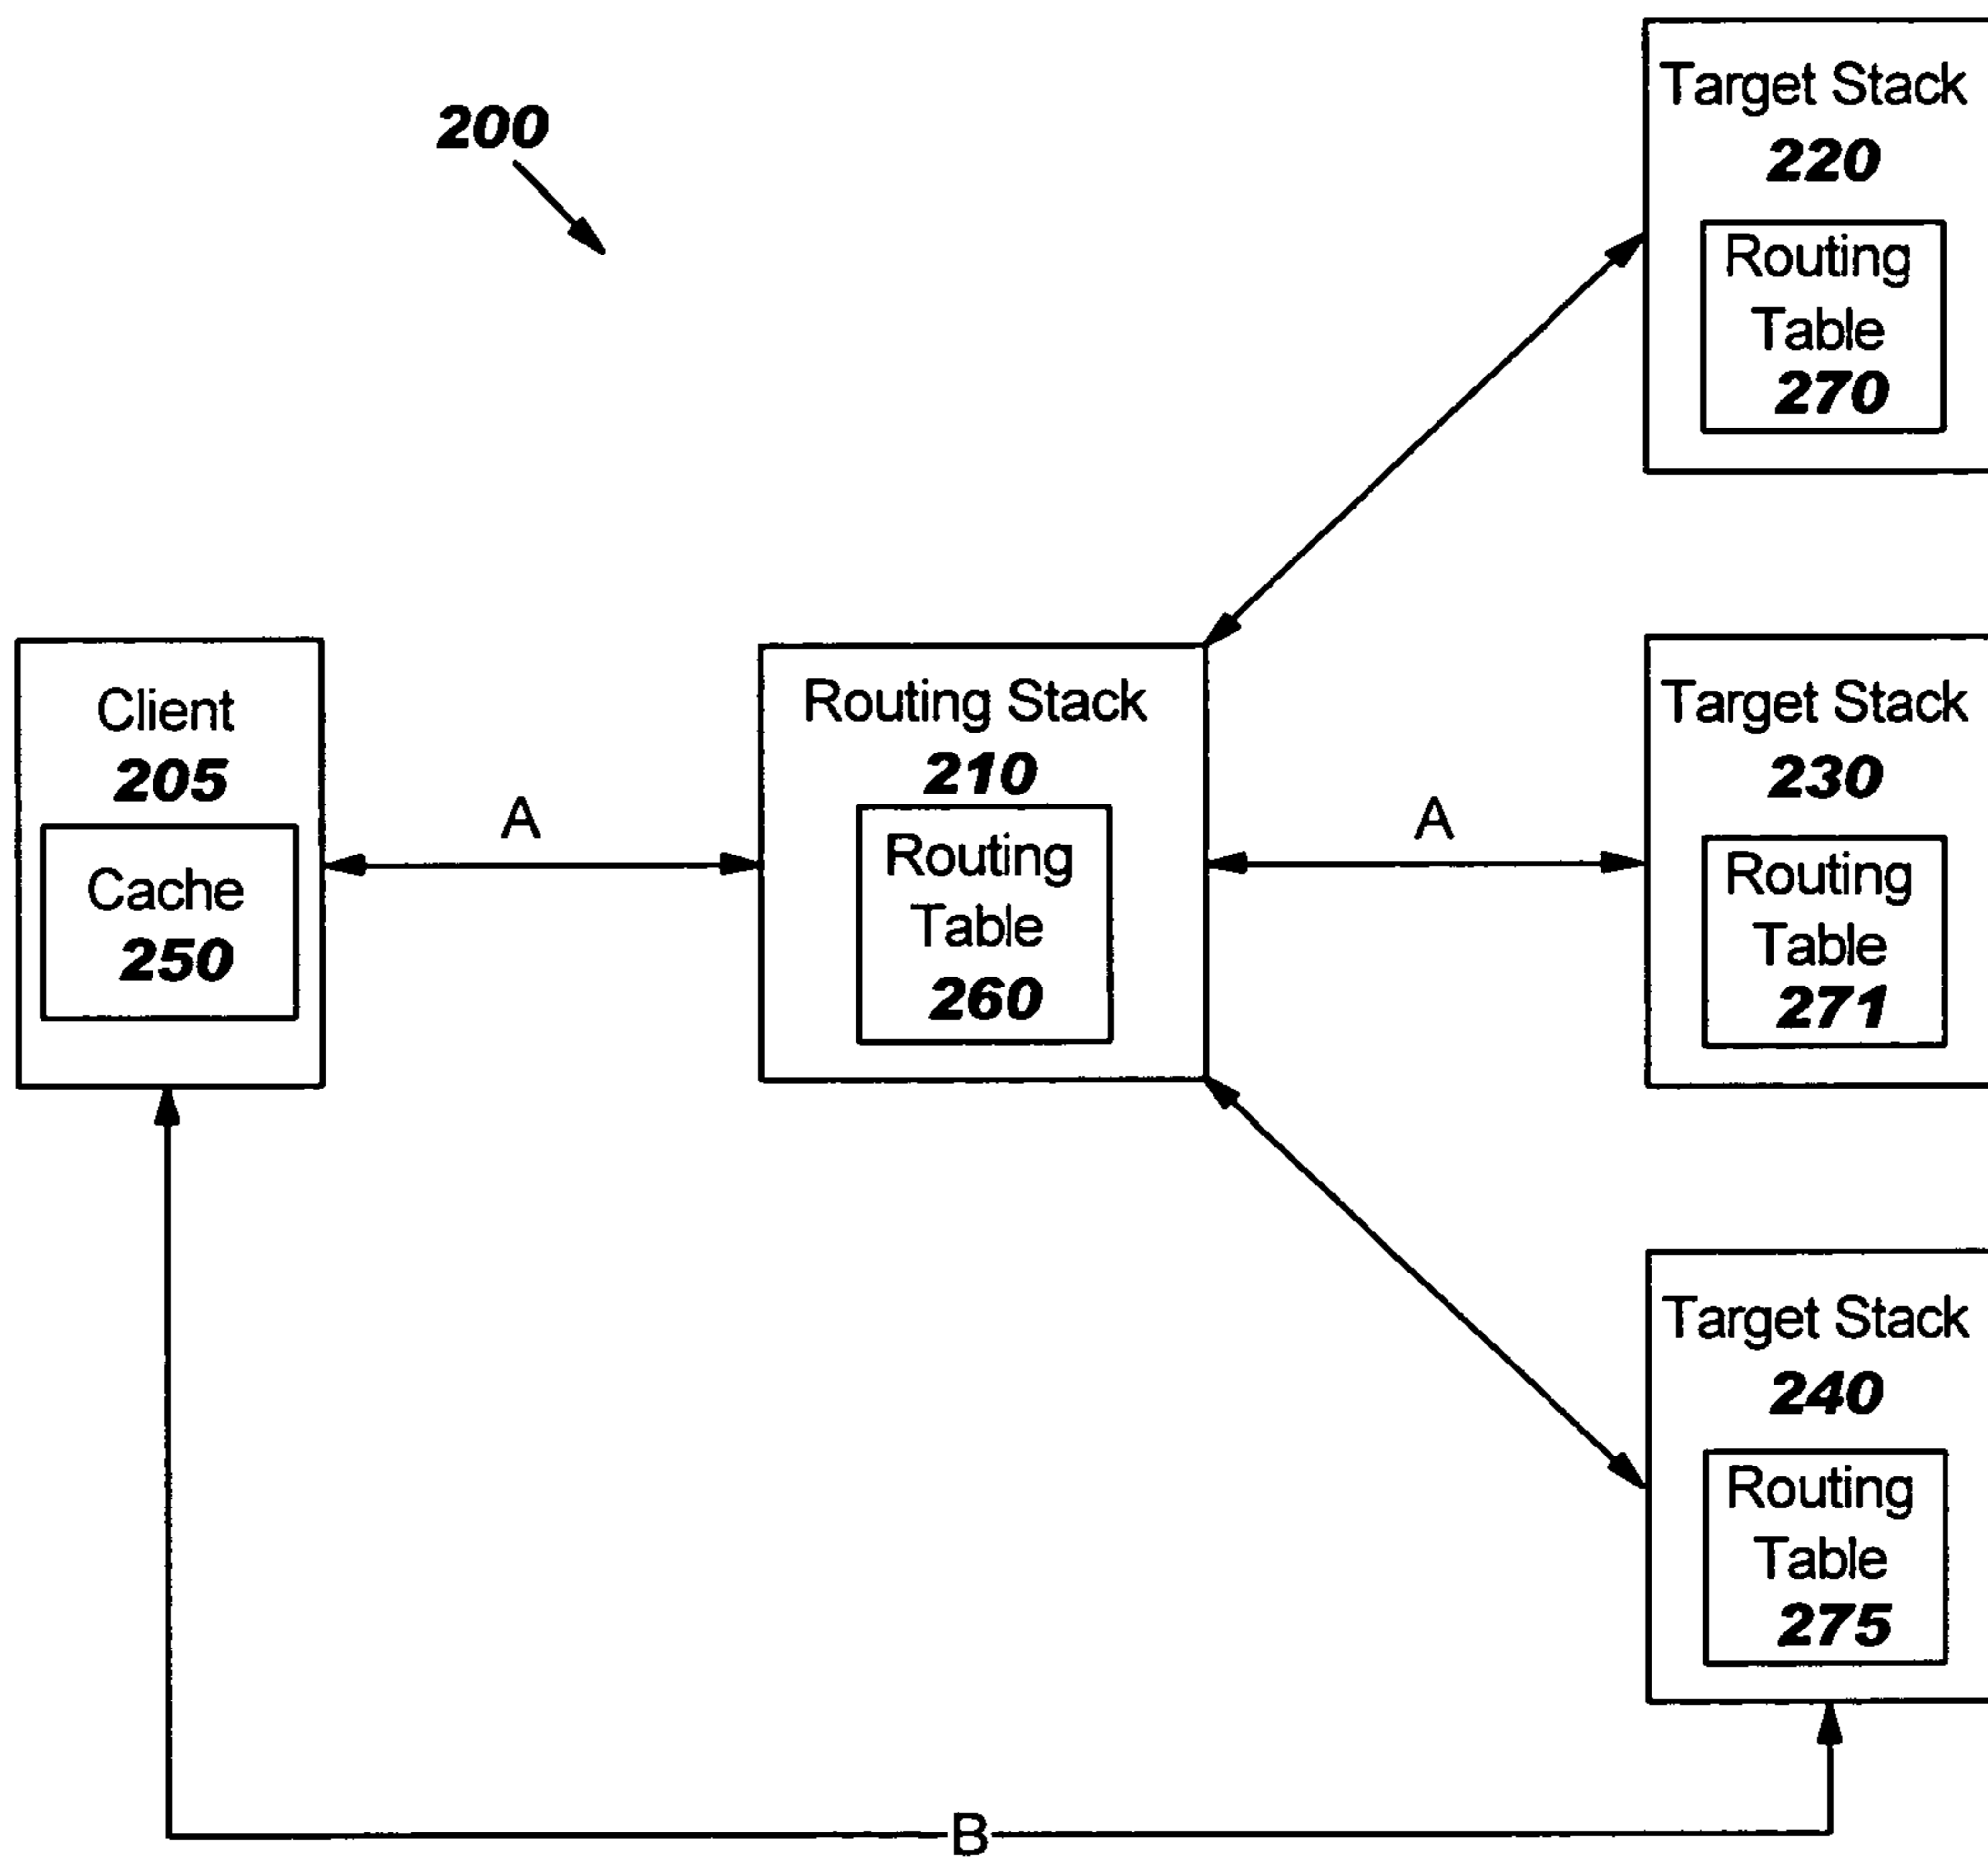 200
Target Stack
220
Routing
Table
270
Client
205
Cache
250
A
Routing Stack
210
Routing
Table
260
A
Target Stack
230
Routing
Table
271
Target Stack
240
Routing
Table
275
B